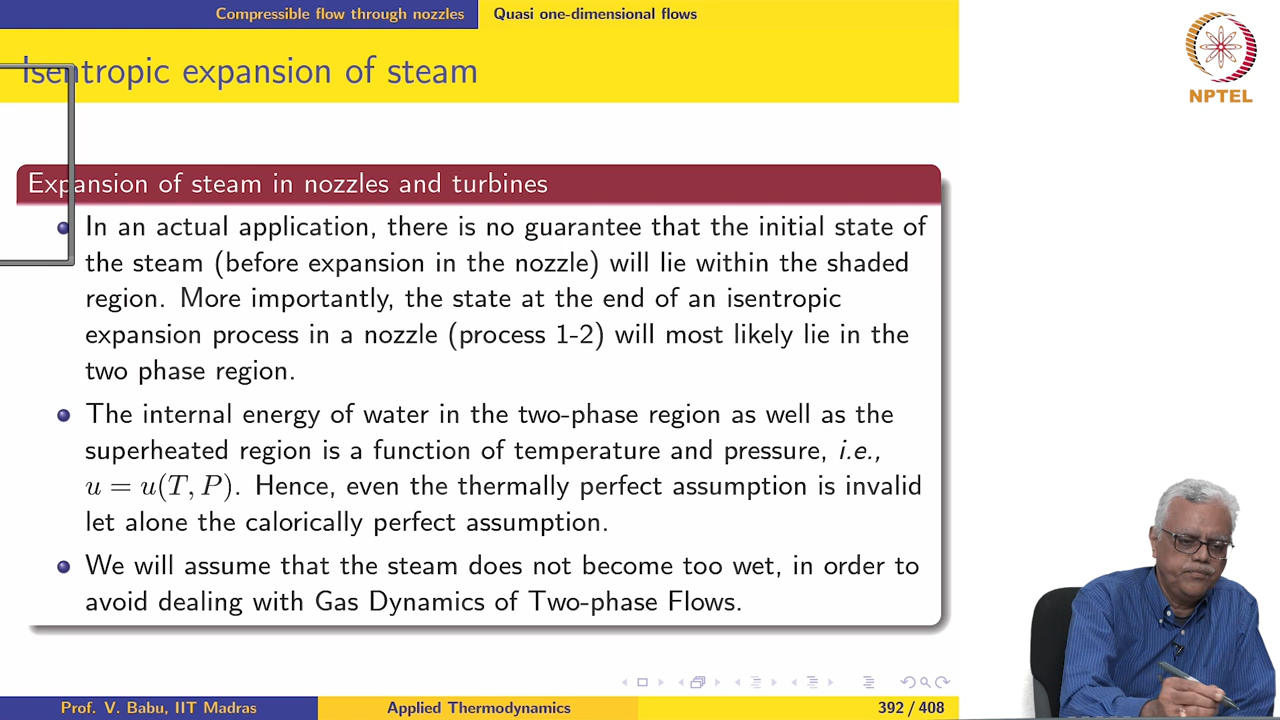 Compressible flow through nozzles Quasi one-dimensional flows
Isentropic expansion of steam
NPTEL
Expansion of steam in nozzles and turbines
In an actual application, there is no guarantee that the initial state of
the steam (before expansion in the nozzle) will lie within the shaded
region. More importantly, the state at the end of an isentropic
expansion process in a nozzle (process 1-2) will most likely lie in the
two phase region.
The internal energy of water in the two-phase region as well as the
superheated region is a function of temperature and pressure, i.e.,
u = u(T, P). Hence, even the thermally perfect assumption is invalid
let alone the calorically perfect assumption.
We will assume that the steam does not become too wet, in order to
avoid dealing with Gas Dynamics of Two-phase Flows.
Prof. V. Babu, IIT Madras Applied Thermodynamics 392 / 408